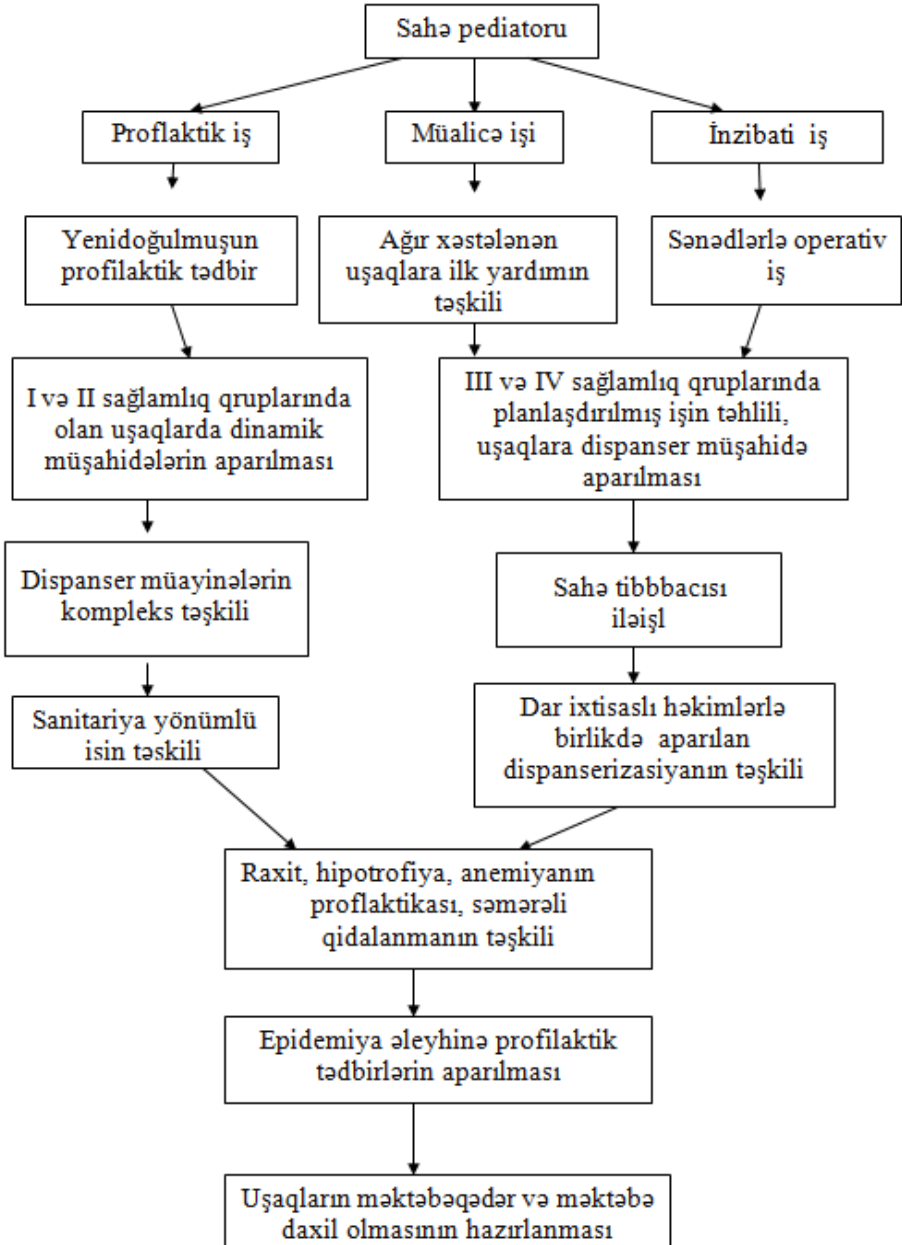 Sahə pediatoru
Proflaktik iş
Müalicə işi
İnzibati iş
Yenidoğulmuşun
profilaktik tədbir
Ağır xəstələnən
uşaqlara ilk yardımın
təşkili
Sənədlərlə operativ
iş
I və II sağlamlıq qruplarında
olan uşaqlarda dinamik
müşahidələrin aparılması
III və IV sağlamlıq qruplarında
planlaşdırılmış işin təhlili,
uşaqlara dispanser müşahidə
aparılması
Dispanser müayinələrin
kompleks təşkili
Sahə tibbbacısı
iləişl
Sanitariya yönümlü
isin təskili
Dar ixtisaslı həkimlərlə
birlikdə aparılan
dispanserizasiyanın təşkili
Raxit, hipotrofiya, anemiyanın
proflaktikası, səmərəli
qidalanmanın təşkili
Epidemiya əleyhinə profilaktik
tədbirlərin aparılması
Uşaqların məktəbəqədər və məktəbə
daxil olmasının hazırlanması